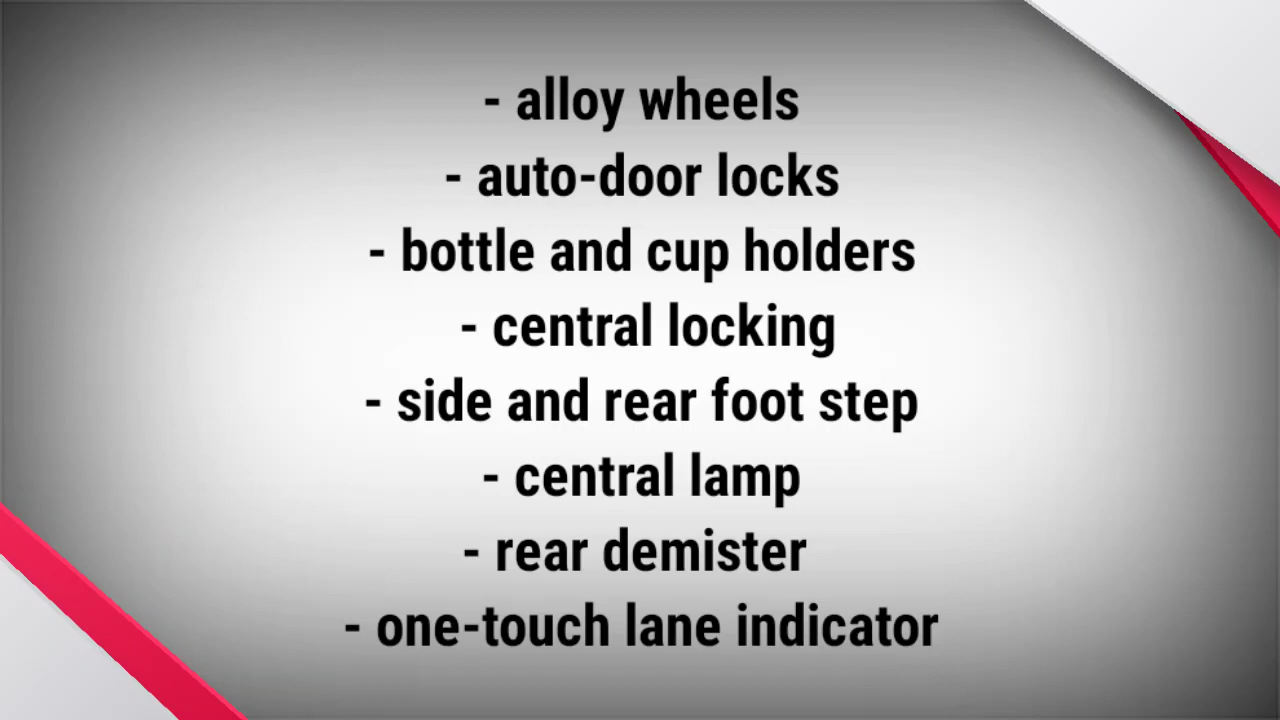 - alloy wheels
- auto-door locks
- bottle and cup holders
- central locking
- side and rear foot step
- central lamp
- rear demister
- one-touch lane indicator